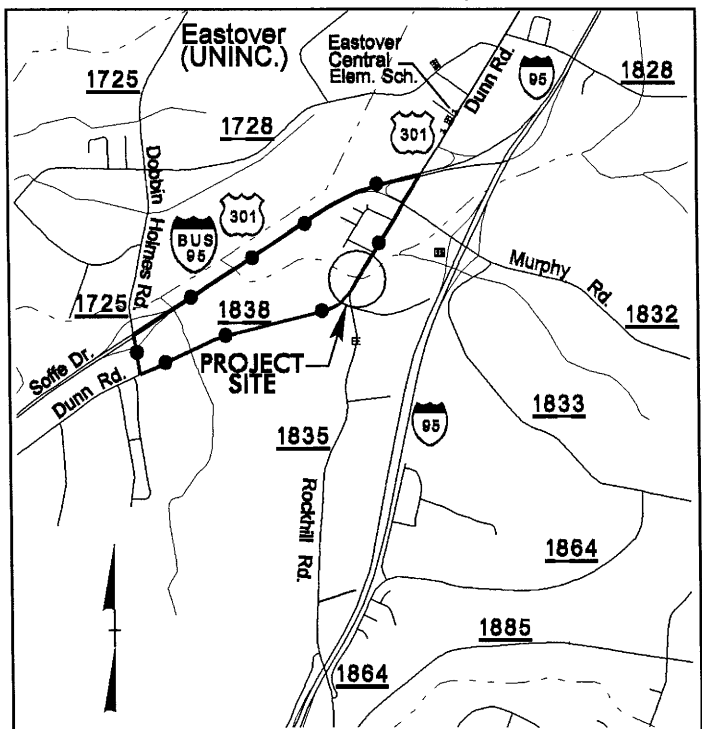 Eastover
(UNINC.)
Eastover
Central
Elem. Sch.
Dunn Rd.
95
1828
1725
1728
301
Dobbin
Holmes Rd.
301
BUS
95
Murphy
Rd.
1832
1725
1838
Soffe Dr.
Dunn Rd.
PROJECT
SITE
1833
95
1835
Rockhill Rd.
1864
1885
1864